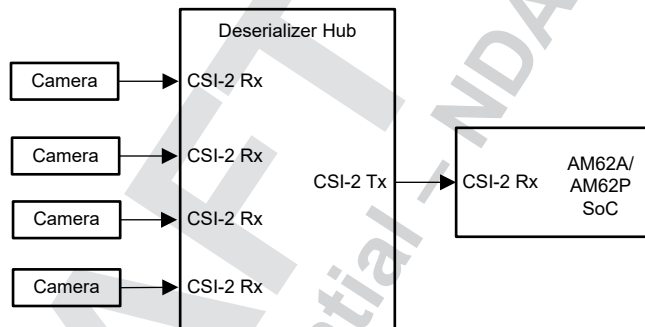 Deserializer Hub
Camera
CSI-2 Rx
Camera
CSI-2 Rx
Camera
CSI-2 Rx
Camera
CSI-2 Rx
CSI-2 Tx
CSI-2 Rx
AM62A/
AM62P
SoC